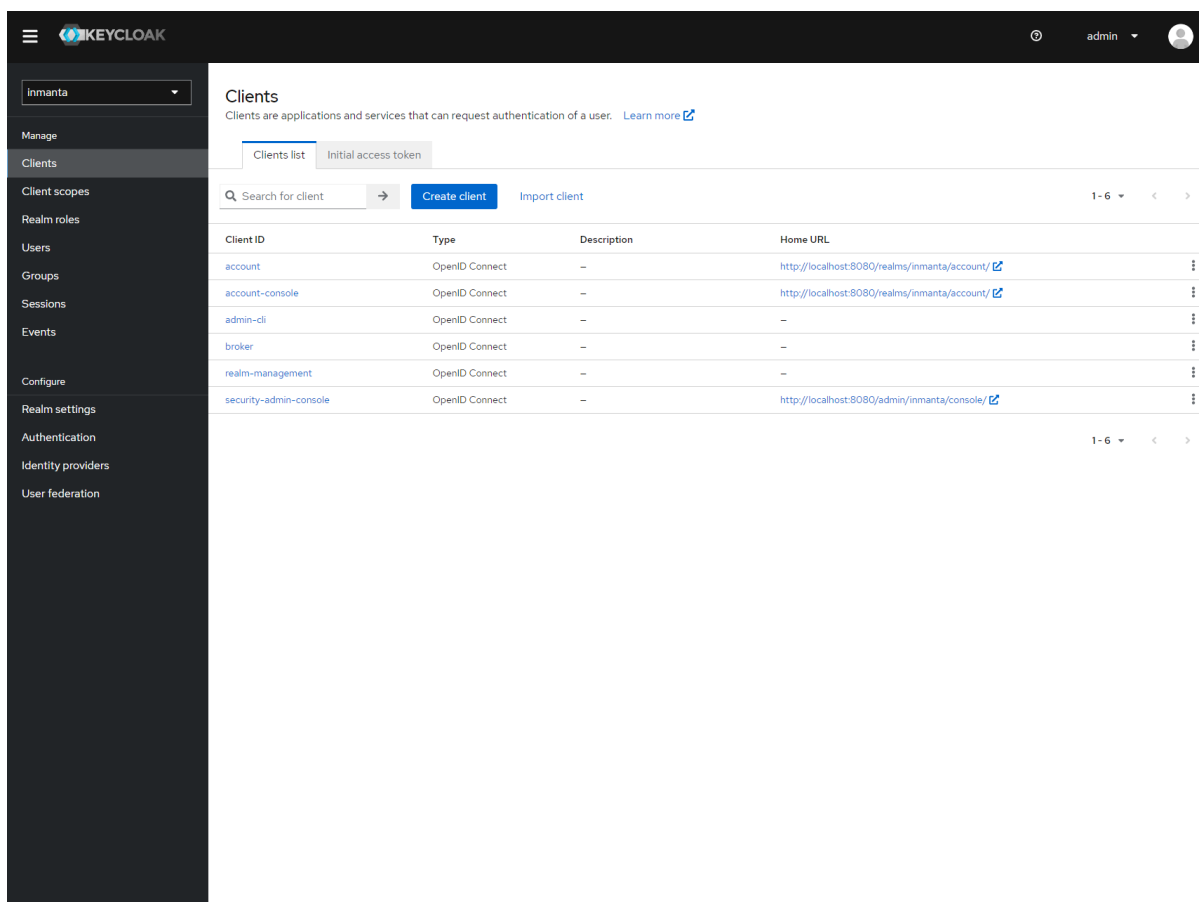 KEYCLOAK
admin
inmanta
Manage
Clients
Client scopes
Realm roles
Users
Groups
Sessions
Events
Configure
Realm settings
Authentication
Identity providers
User federation
Clients
Clients are applications and services that can request authentication of a user. Learn more
Clients list Initial access token
Search for client Create client Import client 1 - 6
Client ID Type Description Home URL
account OpenID Connect – http://localhost:8080/realms/inmanta/account/
account-console OpenID Connect – http://localhost:8080/realms/inmanta/account/
admin-cli OpenID Connect – –
broker OpenID Connect – –
realm-management OpenID Connect – –
security-admin-console OpenID Connect – http://localhost:8080/admin/inmanta/console/
1 - 6